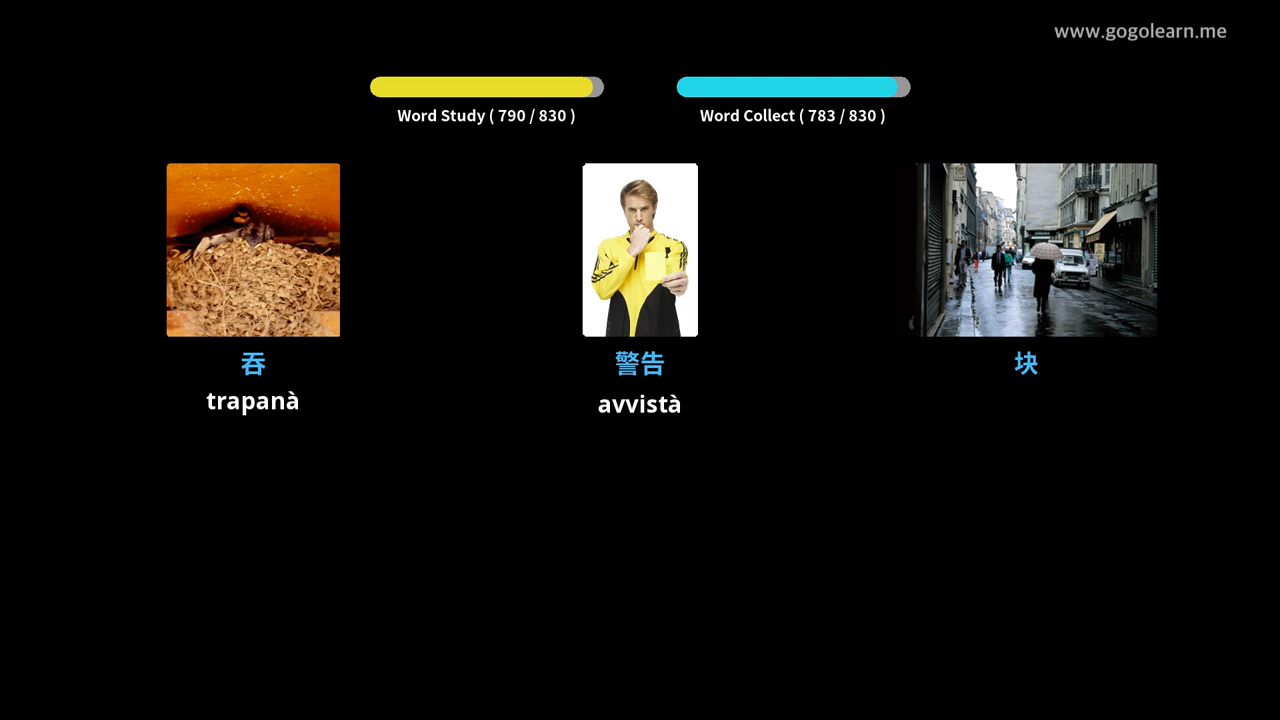 www.gogolearn.me
Word Study ( 790 / 830 )
Word Collect ( 783 / 830 )
吞
trapanà
警告
avvistà
块